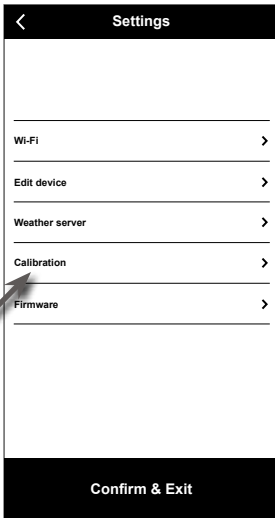 Settings
Wi-Fi
Edit device
Weather server
Calibration
Firmware
Confirm & Exit